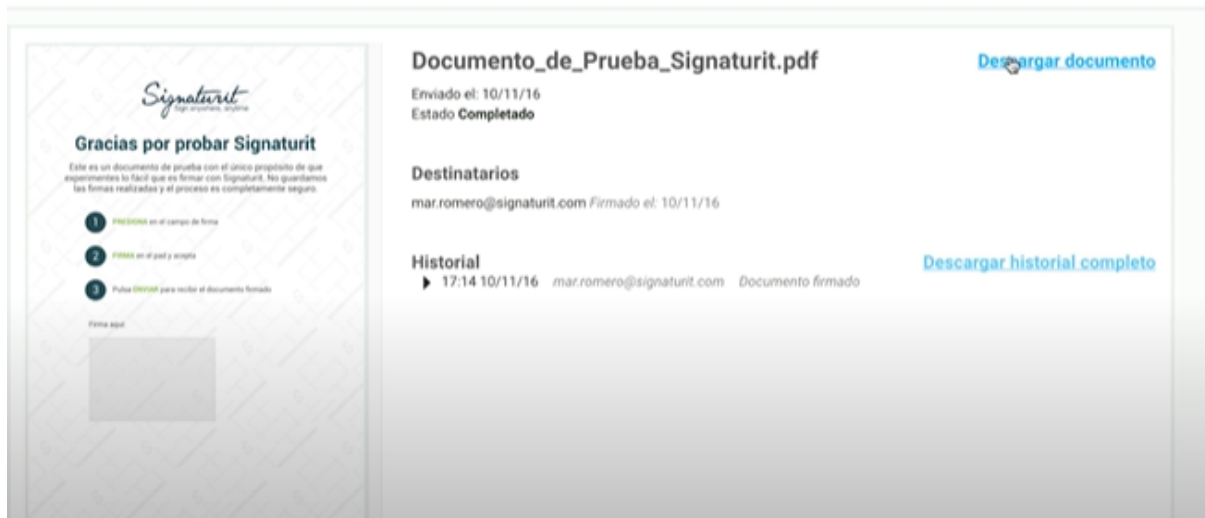 Signaturit
Sign anywhere, anytime
Gracias por probar Signaturit
Este es un documento de prueba con el único propósito de que
experimentes lo fácil que es firmar con Signaturit. No guardamos
las firmas realizadas y el proceso es completamente seguro.
1 PRESIONA en el campo de firma
2 FIRMA en el pad y acepta
3 Pulsa ENVIAR para recibir el documento firmado
Firma aquí
Documento_de_Prueba_Signaturit.pdf
Descargar documento
Enviado el: 10/11/16
Estado Completado
Destinatarios
mar.romero@signaturit.com Firmado el: 10/11/16
Historial
Descargar historial completo
17:14 10/11/16 mar.romero@signaturit.com Documento firmado